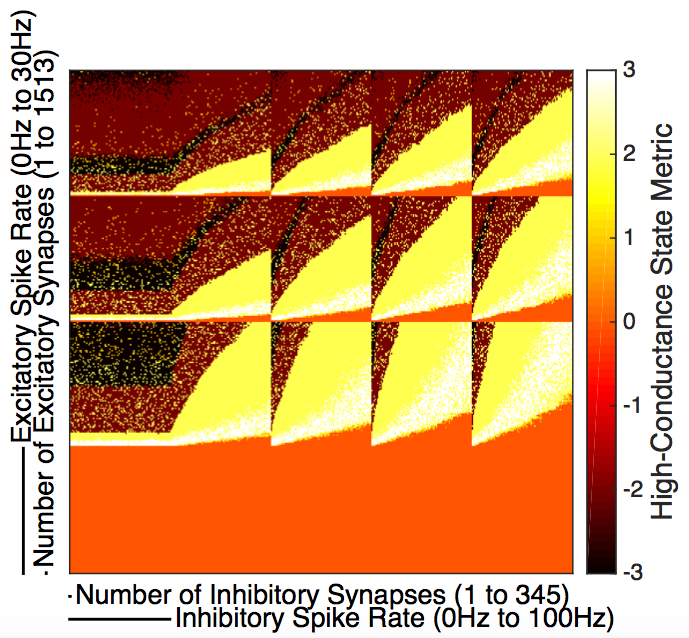 Excitatory Spike Rate (0Hz to 30Hz)
·Number of Excitatory Synapses (1 to 1513)
3
2
1
0
-1
-2
-3
High-Conductance State Metric
·Number of Inhibitory Synapses (1 to 345)
Inhibitory Spike Rate (0Hz to 100Hz)